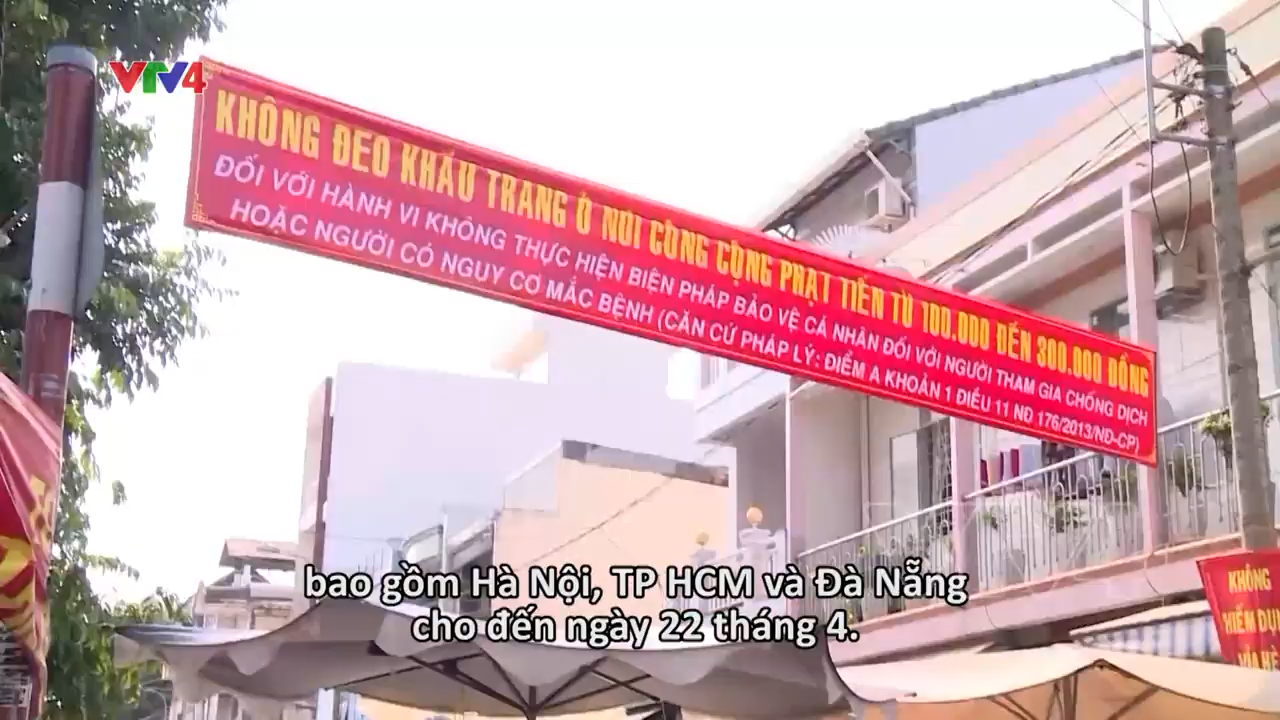 VTV4
KHÔNG ĐEO KHẨU TRANG Ở NƠI CÔNG CỘNG PHẠT TIỀN TỪ 100.000 ĐẾN 300.000 ĐỒNG
ĐỐI VỚI HÀNH VI KHÔNG THỰC HIỆN BIỆN PHÁP BẢO VỆ CÁ NHÂN ĐỐI VỚI NGƯỜI THAM GIA CHỐNG DỊCH
HOẶC NGƯỜI CÓ NGUY CƠ MẮC BỆNH (CĂN CỨ PHÁP LÝ: ĐIỂM A KHOẢN 1 ĐIỀU 11 NĐ 176/2013/NĐ-CP)
KHÔNG
VỈA HÈ
bao gồm Hà Nội, TP HCM và Đà Nẵng
cho đến ngày 22 tháng 4.